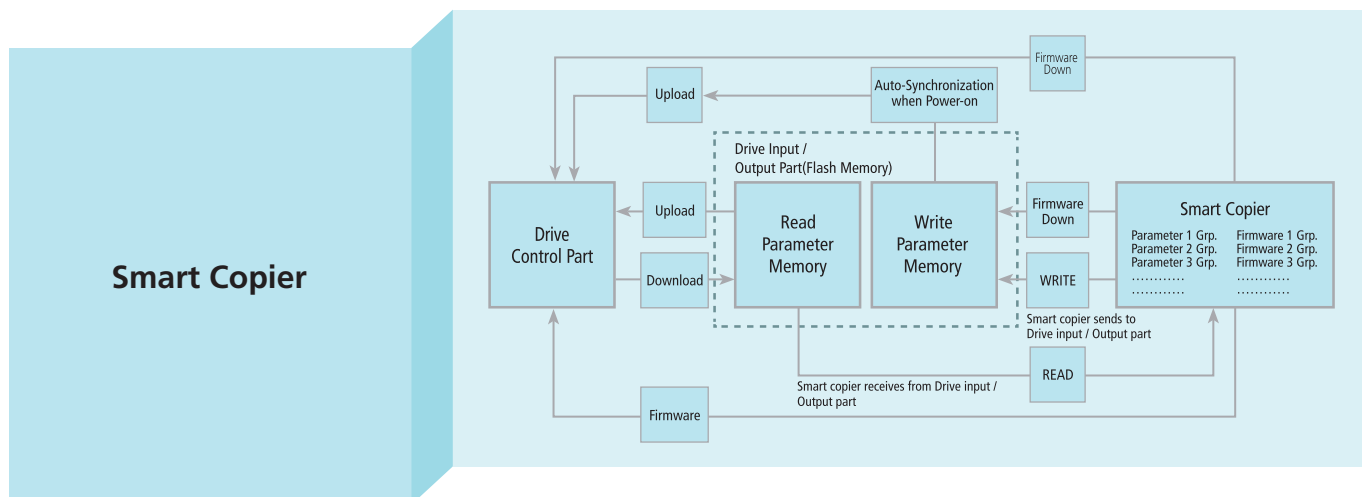 Smart Copier
Firmware
Down
Upload
Auto-Synchronization
when Power-on
Drive Input /
Output Part(Flash Memory)
Drive
Control Part
Upload
Download
Read
Parameter
Memory
Write
Parameter
Memory
Firmware
Down
WRITE
Smart copier sends to
Drive input / Output part
Smart Copier
Parameter 1 Grp. Firmware 1 Grp.
Parameter 2 Grp. Firmware 2 Grp.
Parameter 3 Grp. Firmware 3 Grp.
............ ............
............ ............
READ
Smart copier receives from Drive input /
Output part
Firmware